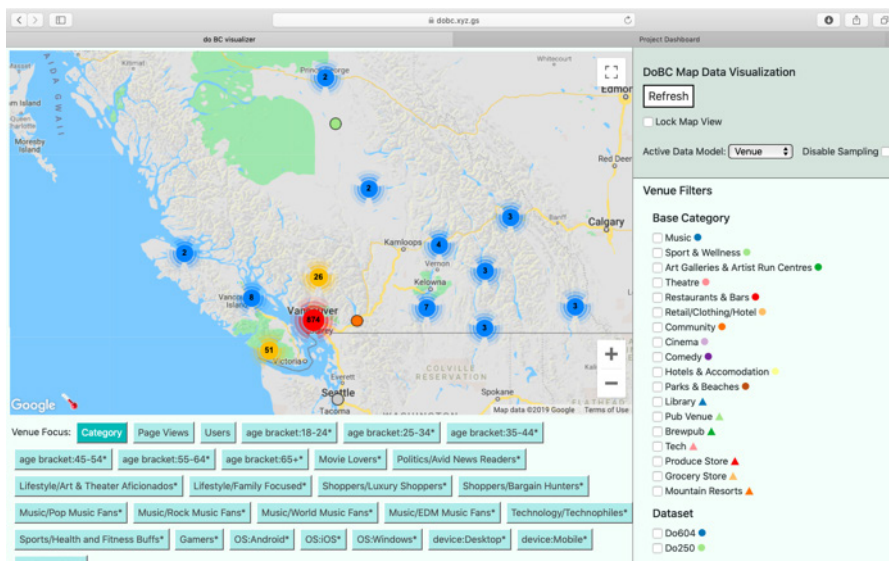 dobc.xyz.gs
do BC visualizer
Project Dashboard
DoBC Map Data Visualization
Refresh
Lock Map View
Active Data Model: Venue Disable Sampling
Venue Filters
Base Category
Music
Sport & Wellness
Art Galleries & Artist Run Centres
Theatre
Restaurants & Bars
Retail/Clothing/Hotel
Community
Cinema
Comedy
Hotels & Accomodation
Parks & Beaches
Library
Pub Venue
Brewpub
Tech
Produce Store
Grocery Store
Mountain Resorts
Dataset
Do604
Do250
Kitimat
Whitecourt
Moresby
Island
Red Deer
Banff
Calgary
Kamloops
Vernon
Kelowna
Victoria
Everett
Seattle
Tacoma
Spokane
COLVILLE
RESERVATION
2
2
3
4
3
2
26
8
7
3
3
874
51
Google
Map data ©2019 Google Terms of Use
Venue Focus: Category Page Views Users age bracket:18-24* age bracket:25-34* age bracket:35-44*
age bracket:45-54* age bracket:55-64* age bracket:65+* Movie Lovers* Politics/Avid News Readers*
Lifestyle/Art & Theater Aficionados* Lifestyle/Family Focused* Shoppers/Luxury Shoppers* Shoppers/Bargain Hunters*
Music/Pop Music Fans* Music/Rock Music Fans* Music/World Music Fans* Music/EDM Music Fans* Technology/Technophiles*
Sports/Health and Fitness Buffs* Gamers* OS:Android* OS:iOS* OS:Windows* device:Desktop* device:Mobile*